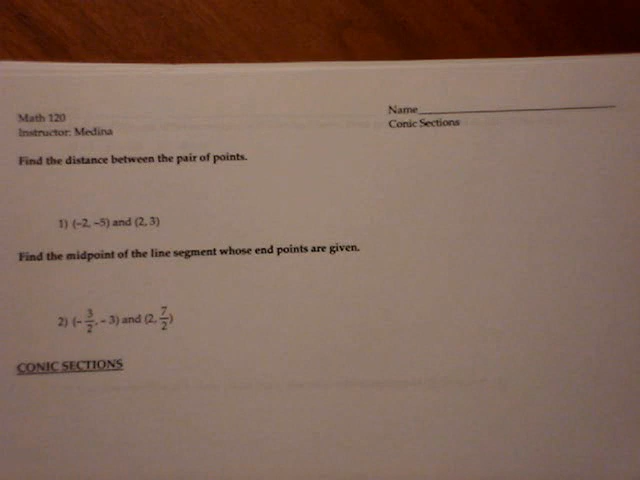 Math 120
Instructor: Medina
Name
Conic Sections
Find the distance between the pair of points.
1) (-2, -5) and (2, 3)
Find the midpoint of the line segment whose end points are given.
2) (-3/2, -3) and (2, 7/2)
CONIC SECTIONS